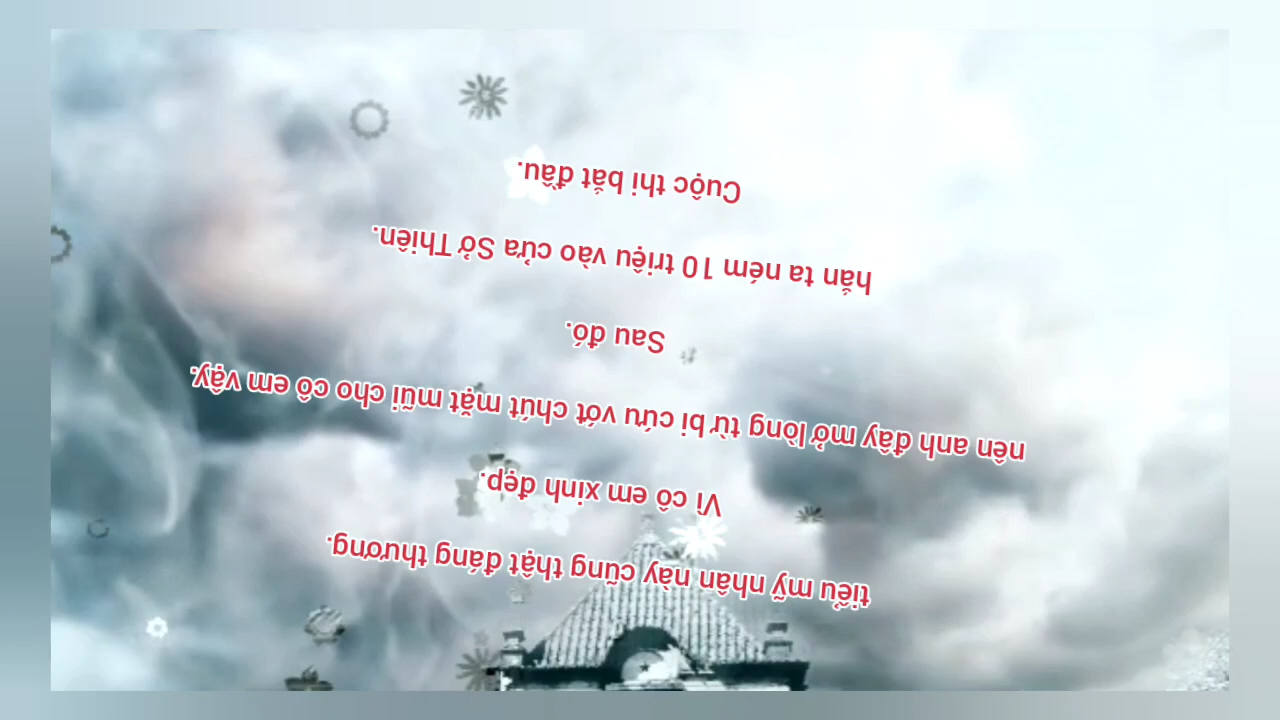 tiểu mỹ nhân này cũng thật đáng thương.
Vì cô em xinh đẹp.
nên anh đây mở lòng từ bi cứu vớt chút mặt mũi cho cô em vậy.
Sau đó.
hắn ta ném 10 triệu vào cửa Sở Thiên.
Cuộc thi bắt đầu.